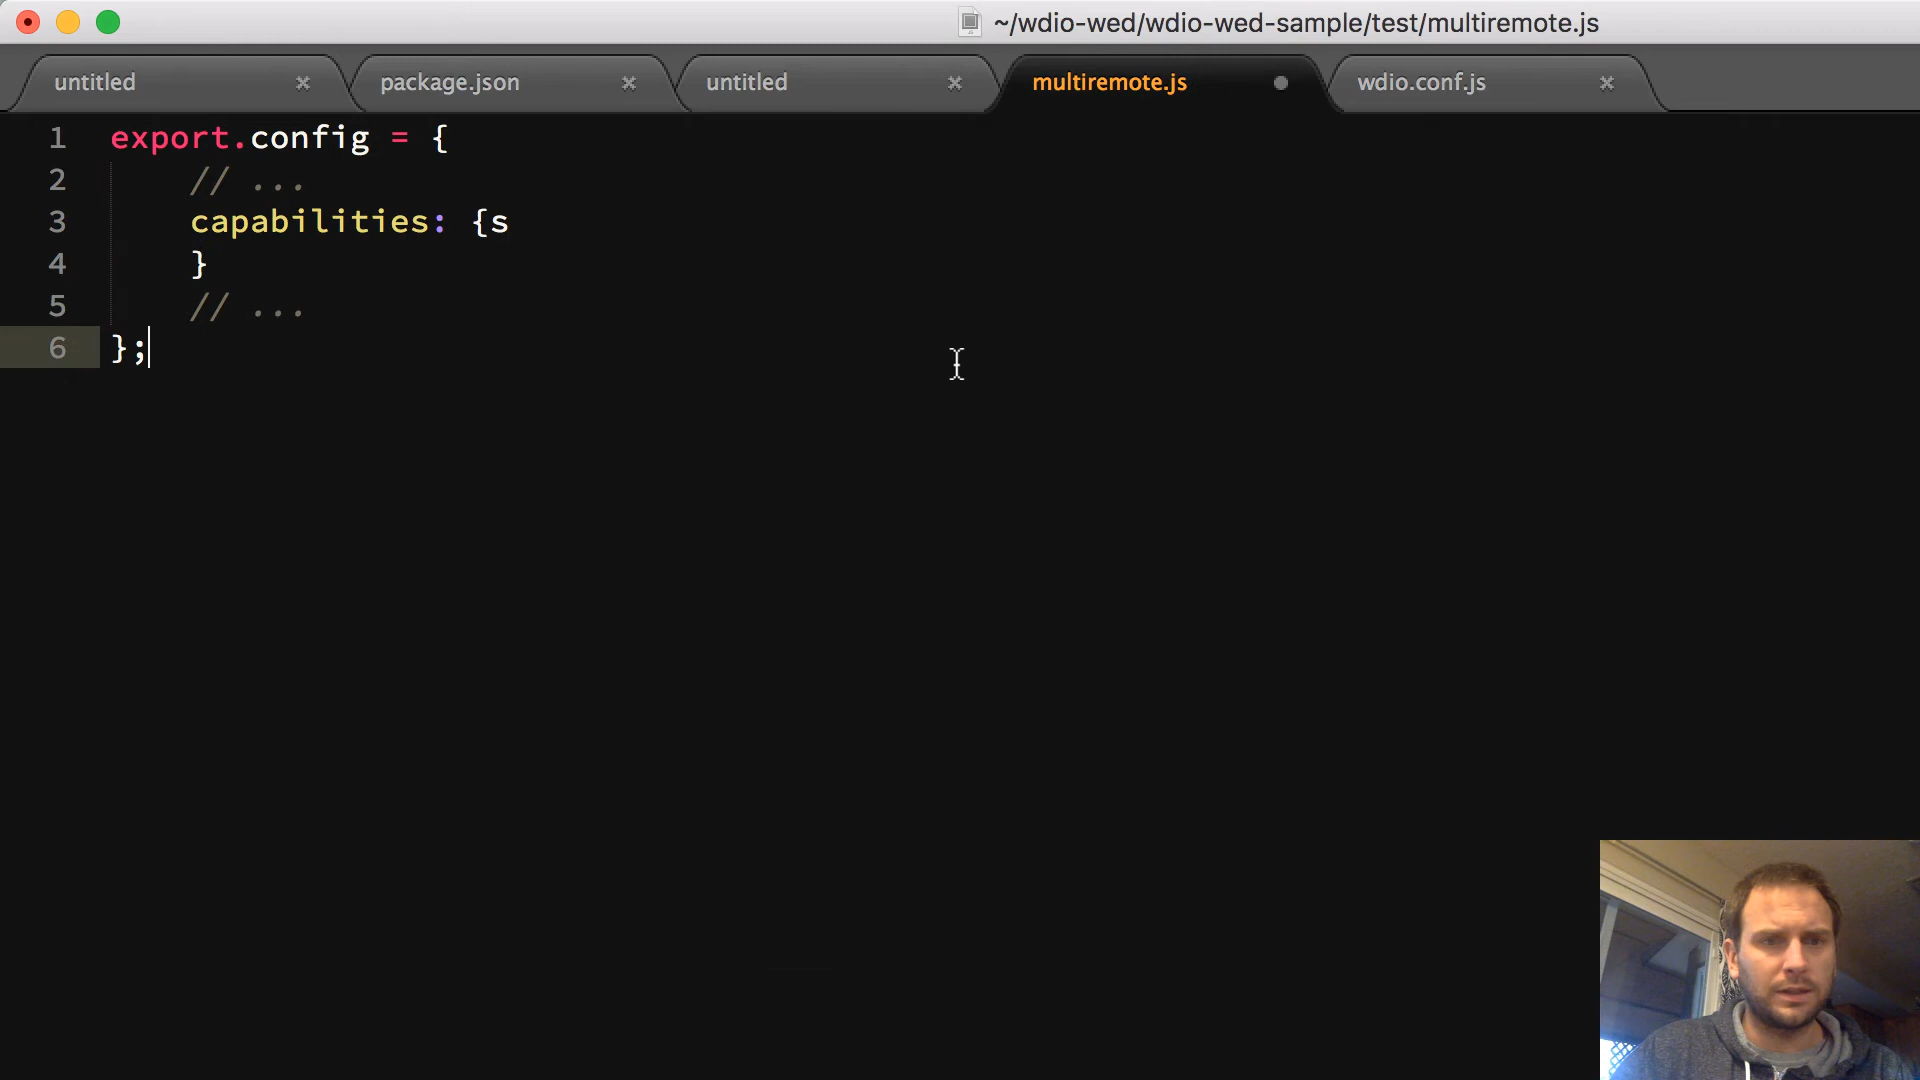 ~/wdio-wed/wdio-wed-sample/test/multiremote.js
untitled
package.json
untitled
multiremote.js
wdio.conf.js
1 export.config = {
2 // ...
3 capabilities: {s
4 }
5 // ...
6 };